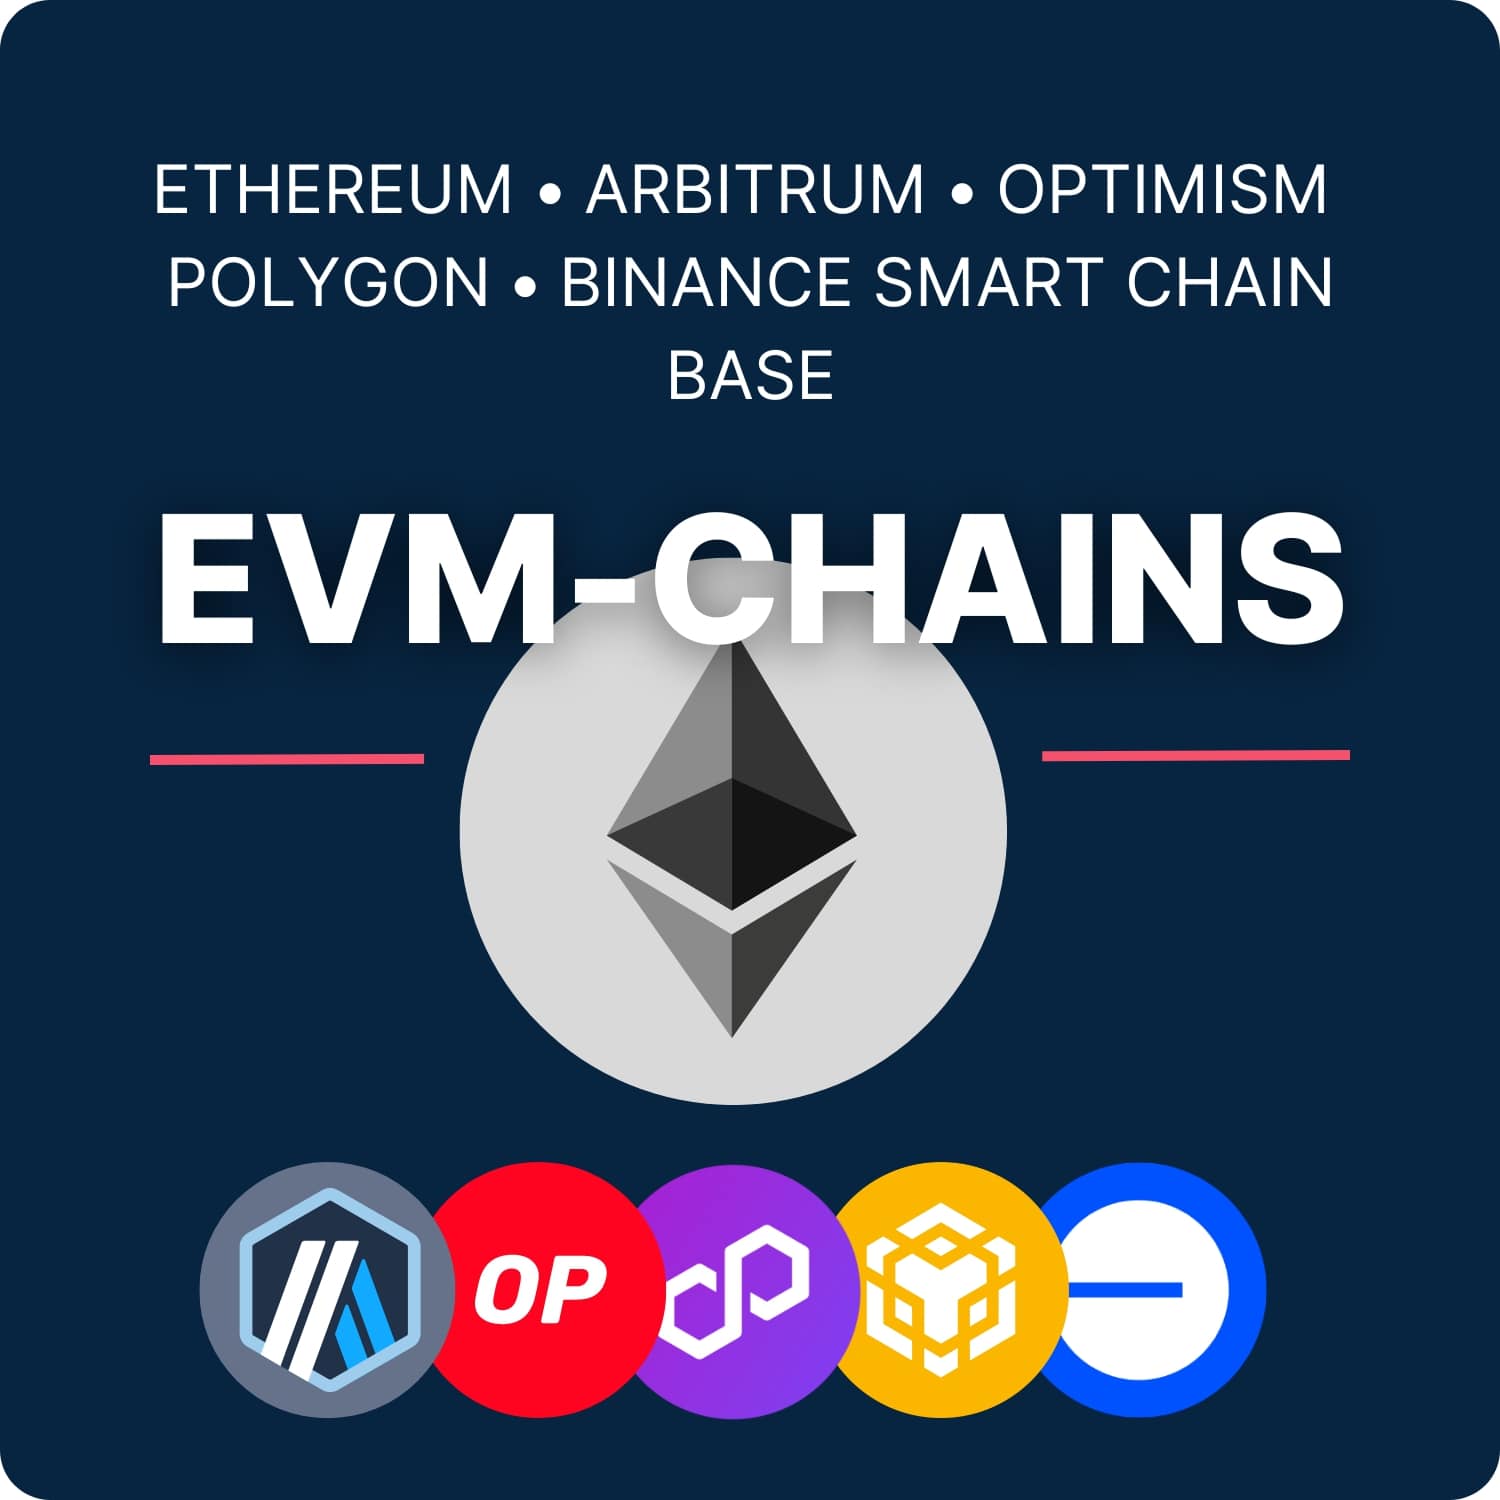 ETHEREUM • ARBITRUM • OPTIMISM
POLYGON • BINANCE SMART CHAIN
BASE
EVM-CHAINS
OP